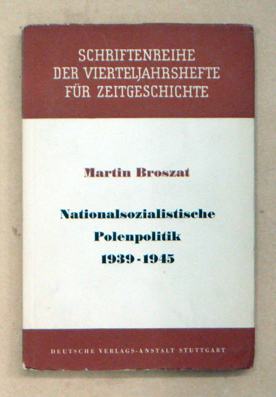 SCHRIFTENREIHE
DER VIERTELJAHRSHEFTE
FÜR ZEITGESCHICHTE
Martin Broszat
Nationalsozialistische
Polenpolitik
1939-1945
DEUTSCHE VERLAGS-ANSTALT STUTTGART